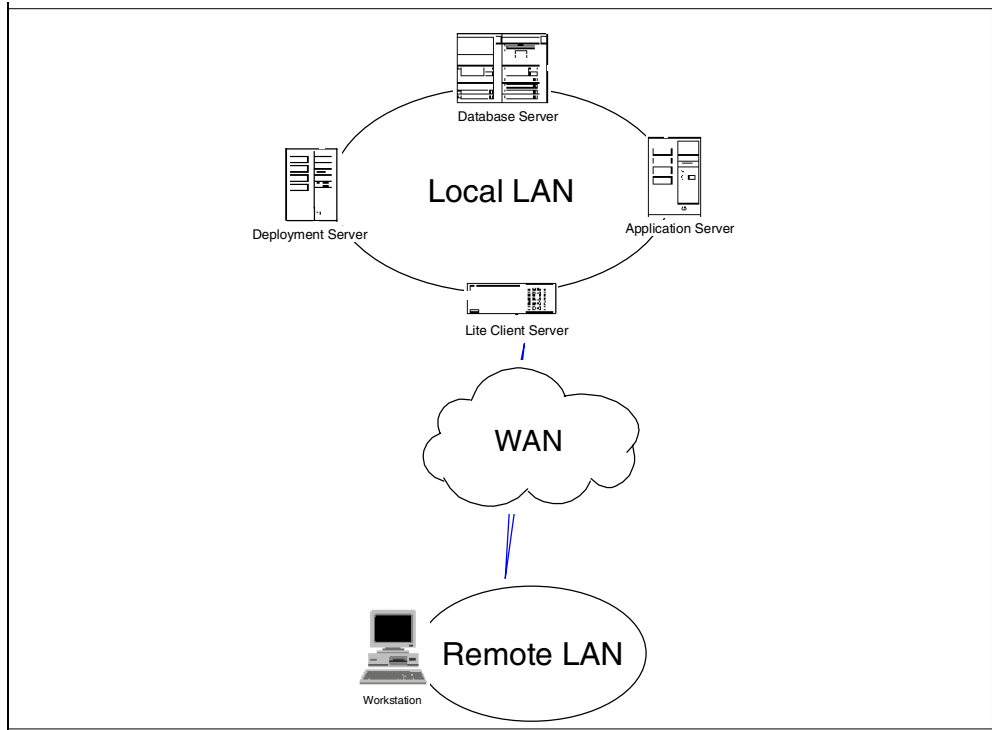 Database Server
Local LAN
Deployment Server
Application Server
Lite Client Server
WAN
Remote LAN
Workstation